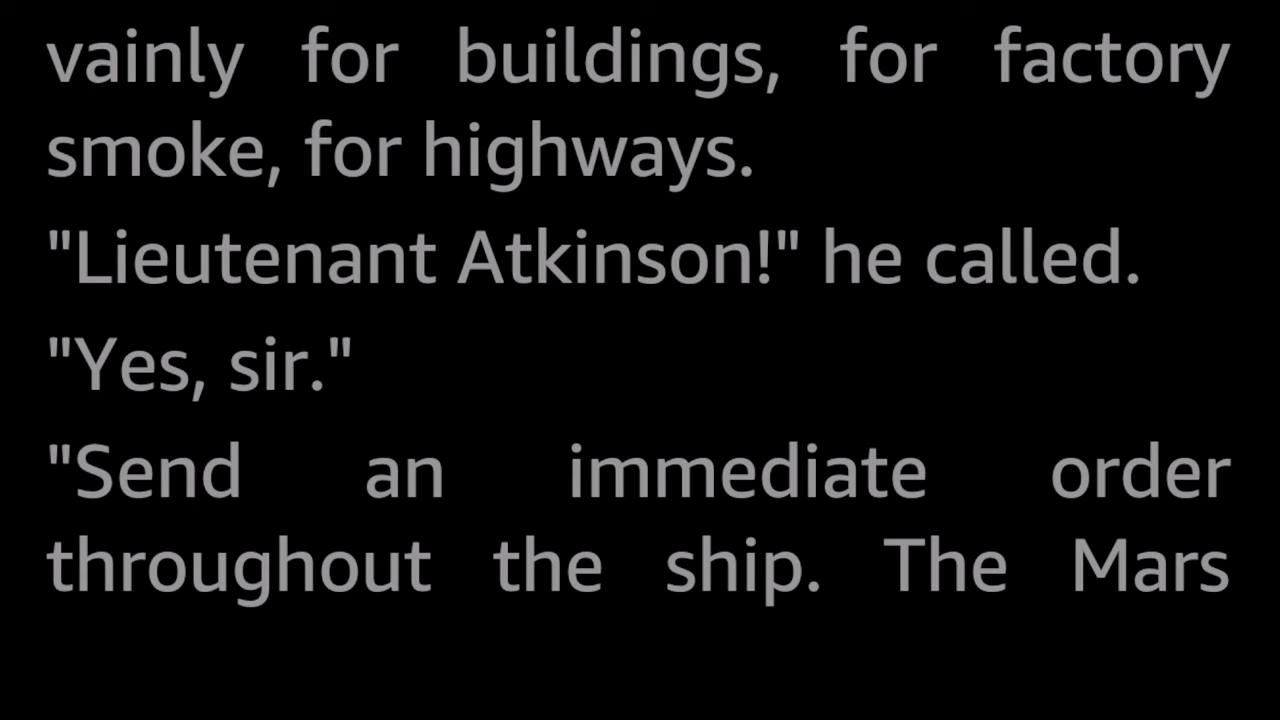 vainly for buildings, for factory
smoke, for highways.
"Lieutenant Atkinson!" he called.
"Yes, sir."
"Send an immediate order
throughout the ship. The Mars